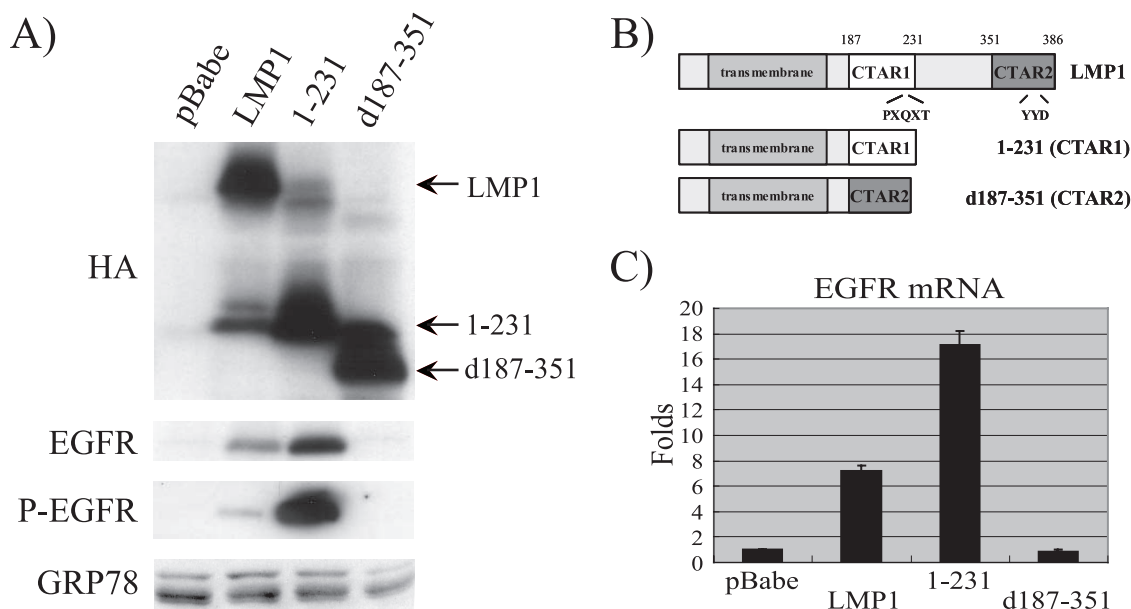 A)
pBabe
LMP1
1-231
d187-351
HA
LMP1
1-231
d187-351
EGFR
P-EGFR
GRP78
B)
187 231 351 386
transmembrane CTAR1 CTAR2 LMP1
PXQXT YYD
transmembrane CTAR1 1-231 (CTAR1)
transmembrane CTAR2 d187-351 (CTAR2)
C)
EGFR mRNA
Folds
20
18
16
14
12
10
8
6
4
2
0
pBabe
LMP1
1-231
d187-351